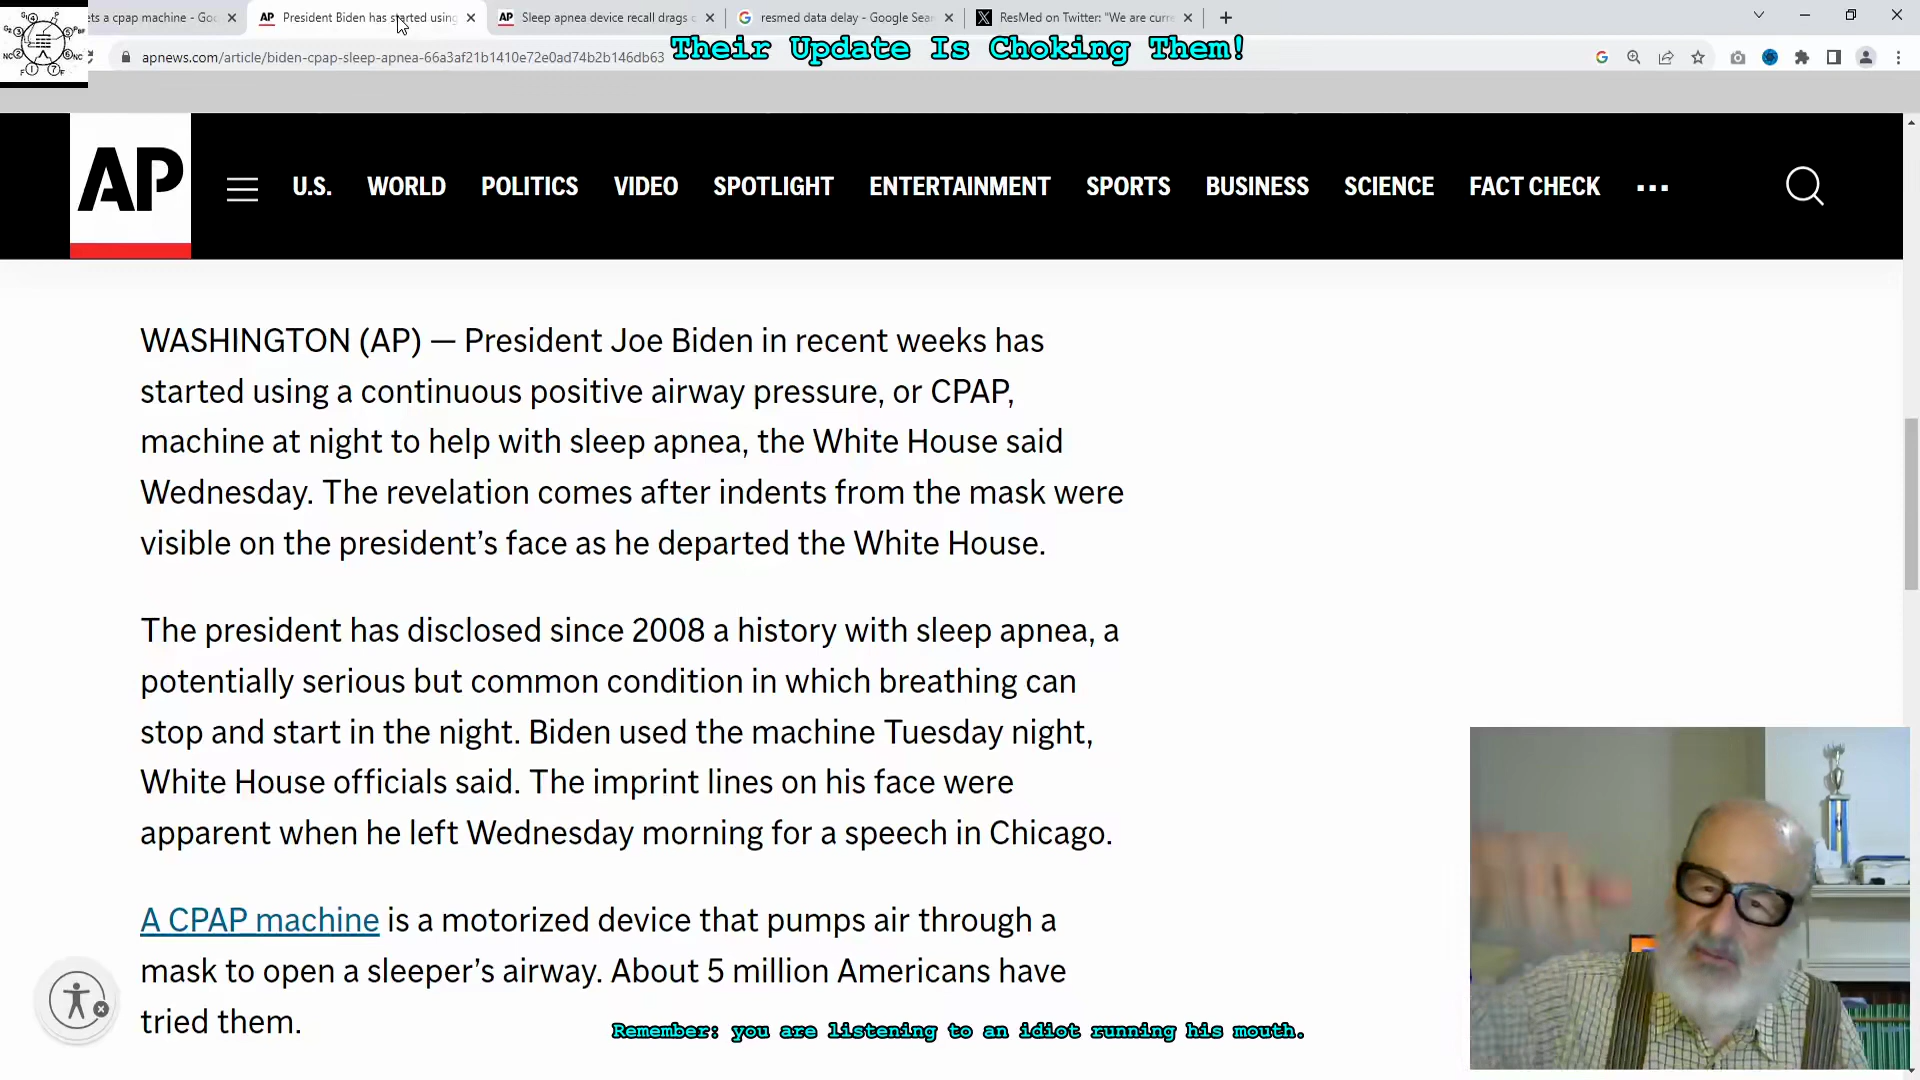 ets a cpap machine - Goo
AP President Biden has started using
AP Sleep apnea device recall drags o
G resmed data delay - Google Sear
X ResMed on Twitter: "We are curre
apnews.com/article/biden-cpap-sleep-apnea-66a3af21b1410e72e0ad74b2b146db63
Their Update Is Choking Them!
AP
U.S. WORLD POLITICS VIDEO SPOTLIGHT ENTERTAINMENT SPORTS BUSINESS SCIENCE FACT CHECK ...
WASHINGTON (AP) — President Joe Biden in recent weeks has
started using a continuous positive airway pressure, or CPAP,
machine at night to help with sleep apnea, the White House said
Wednesday. The revelation comes after indents from the mask were
visible on the president’s face as he departed the White House.
The president has disclosed since 2008 a history with sleep apnea, a
potentially serious but common condition in which breathing can
stop and start in the night. Biden used the machine Tuesday night,
White House officials said. The imprint lines on his face were
apparent when he left Wednesday morning for a speech in Chicago.
A CPAP machine is a motorized device that pumps air through a
mask to open a sleeper’s airway. About 5 million Americans have
tried them.
Remember: you are listening to an idiot running his mouth.